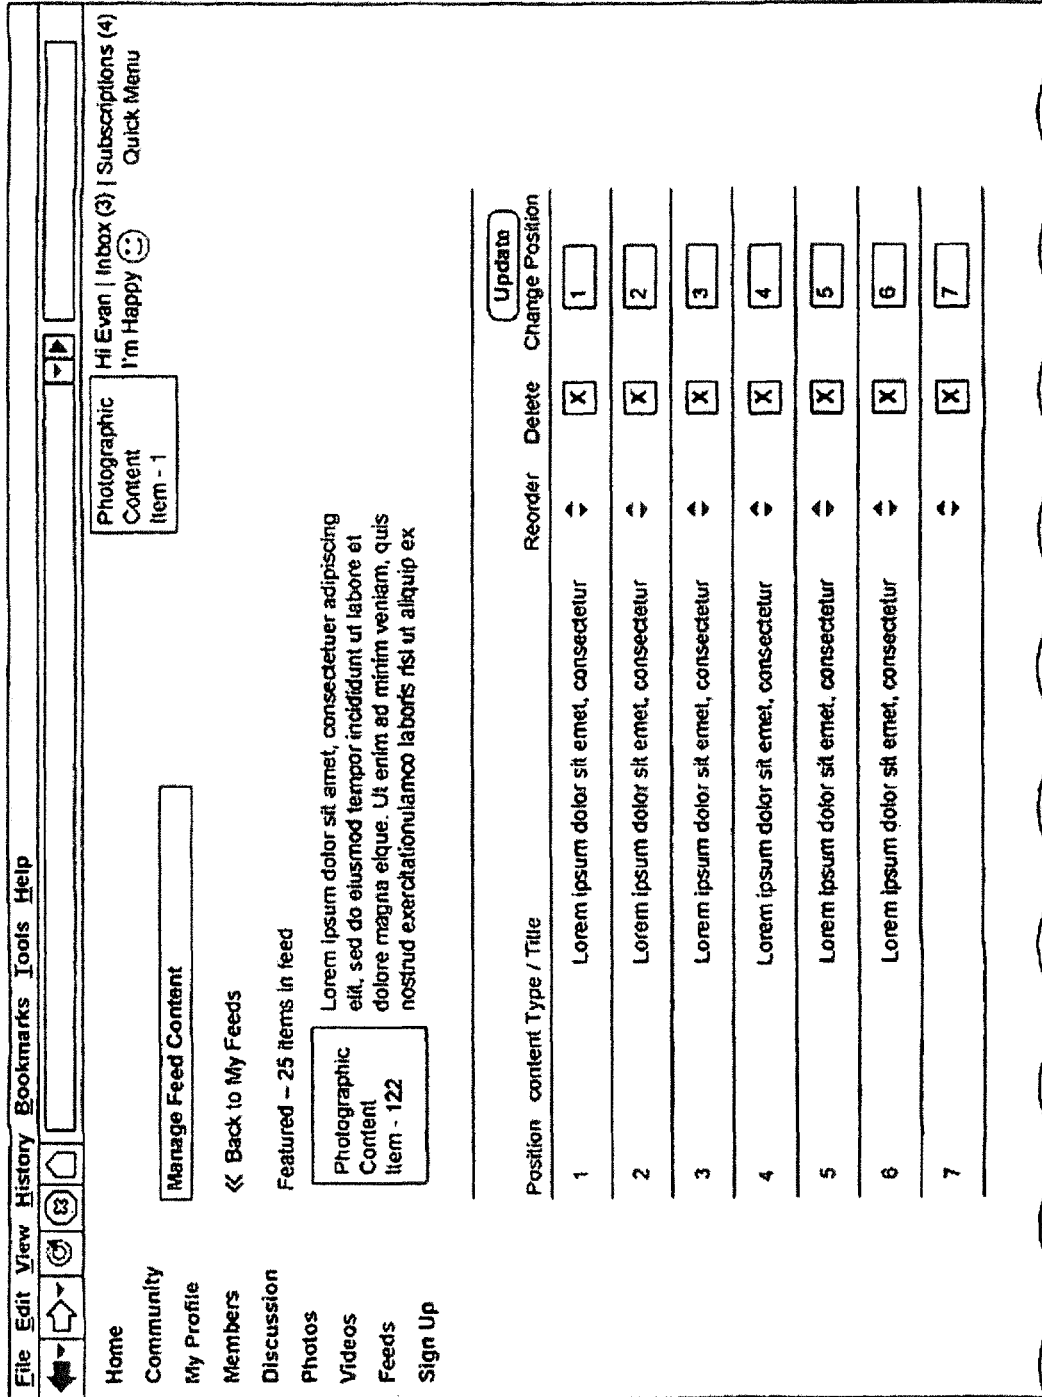 File Edit View History Bookmarks Tools Help
Photographic
Content
Item - 1
Hi Evan | Inbox (3) | Subscriptions (4)
I'm Happy
Quick Menu
Home
Community
My Profile
Members
Discussion
Photos
Videos
Feeds
Sign Up
Manage Feed Content
« Back to My Feeds
Featured – 25 items in feed
Photographic
Content
Item - 122
Lorem ipsum dolor sit amet, consectetuer adipiscing
elit, sed do eiusmod tempor incididunt ut labore et
dolore magna elque. Ut enim ad minim veniam, quis
nostrud exercitationulamco laboris risi ut aliquip ex
Update
Position content Type / Title Reorder Delete Change Position
1 Lorem ipsum dolor sit emet, consectetur X 1
2 Lorem ipsum dolor sit emet, consectetur X 2
3 Lorem ipsum dolor sit emet, consectetur X 3
4 Lorem ipsum dolor sit emet, consectetur X 4
5 Lorem ipsum dolor sit emet, consectetur X 5
6 Lorem ipsum dolor sit emet, consectetur X 6
7 X 7